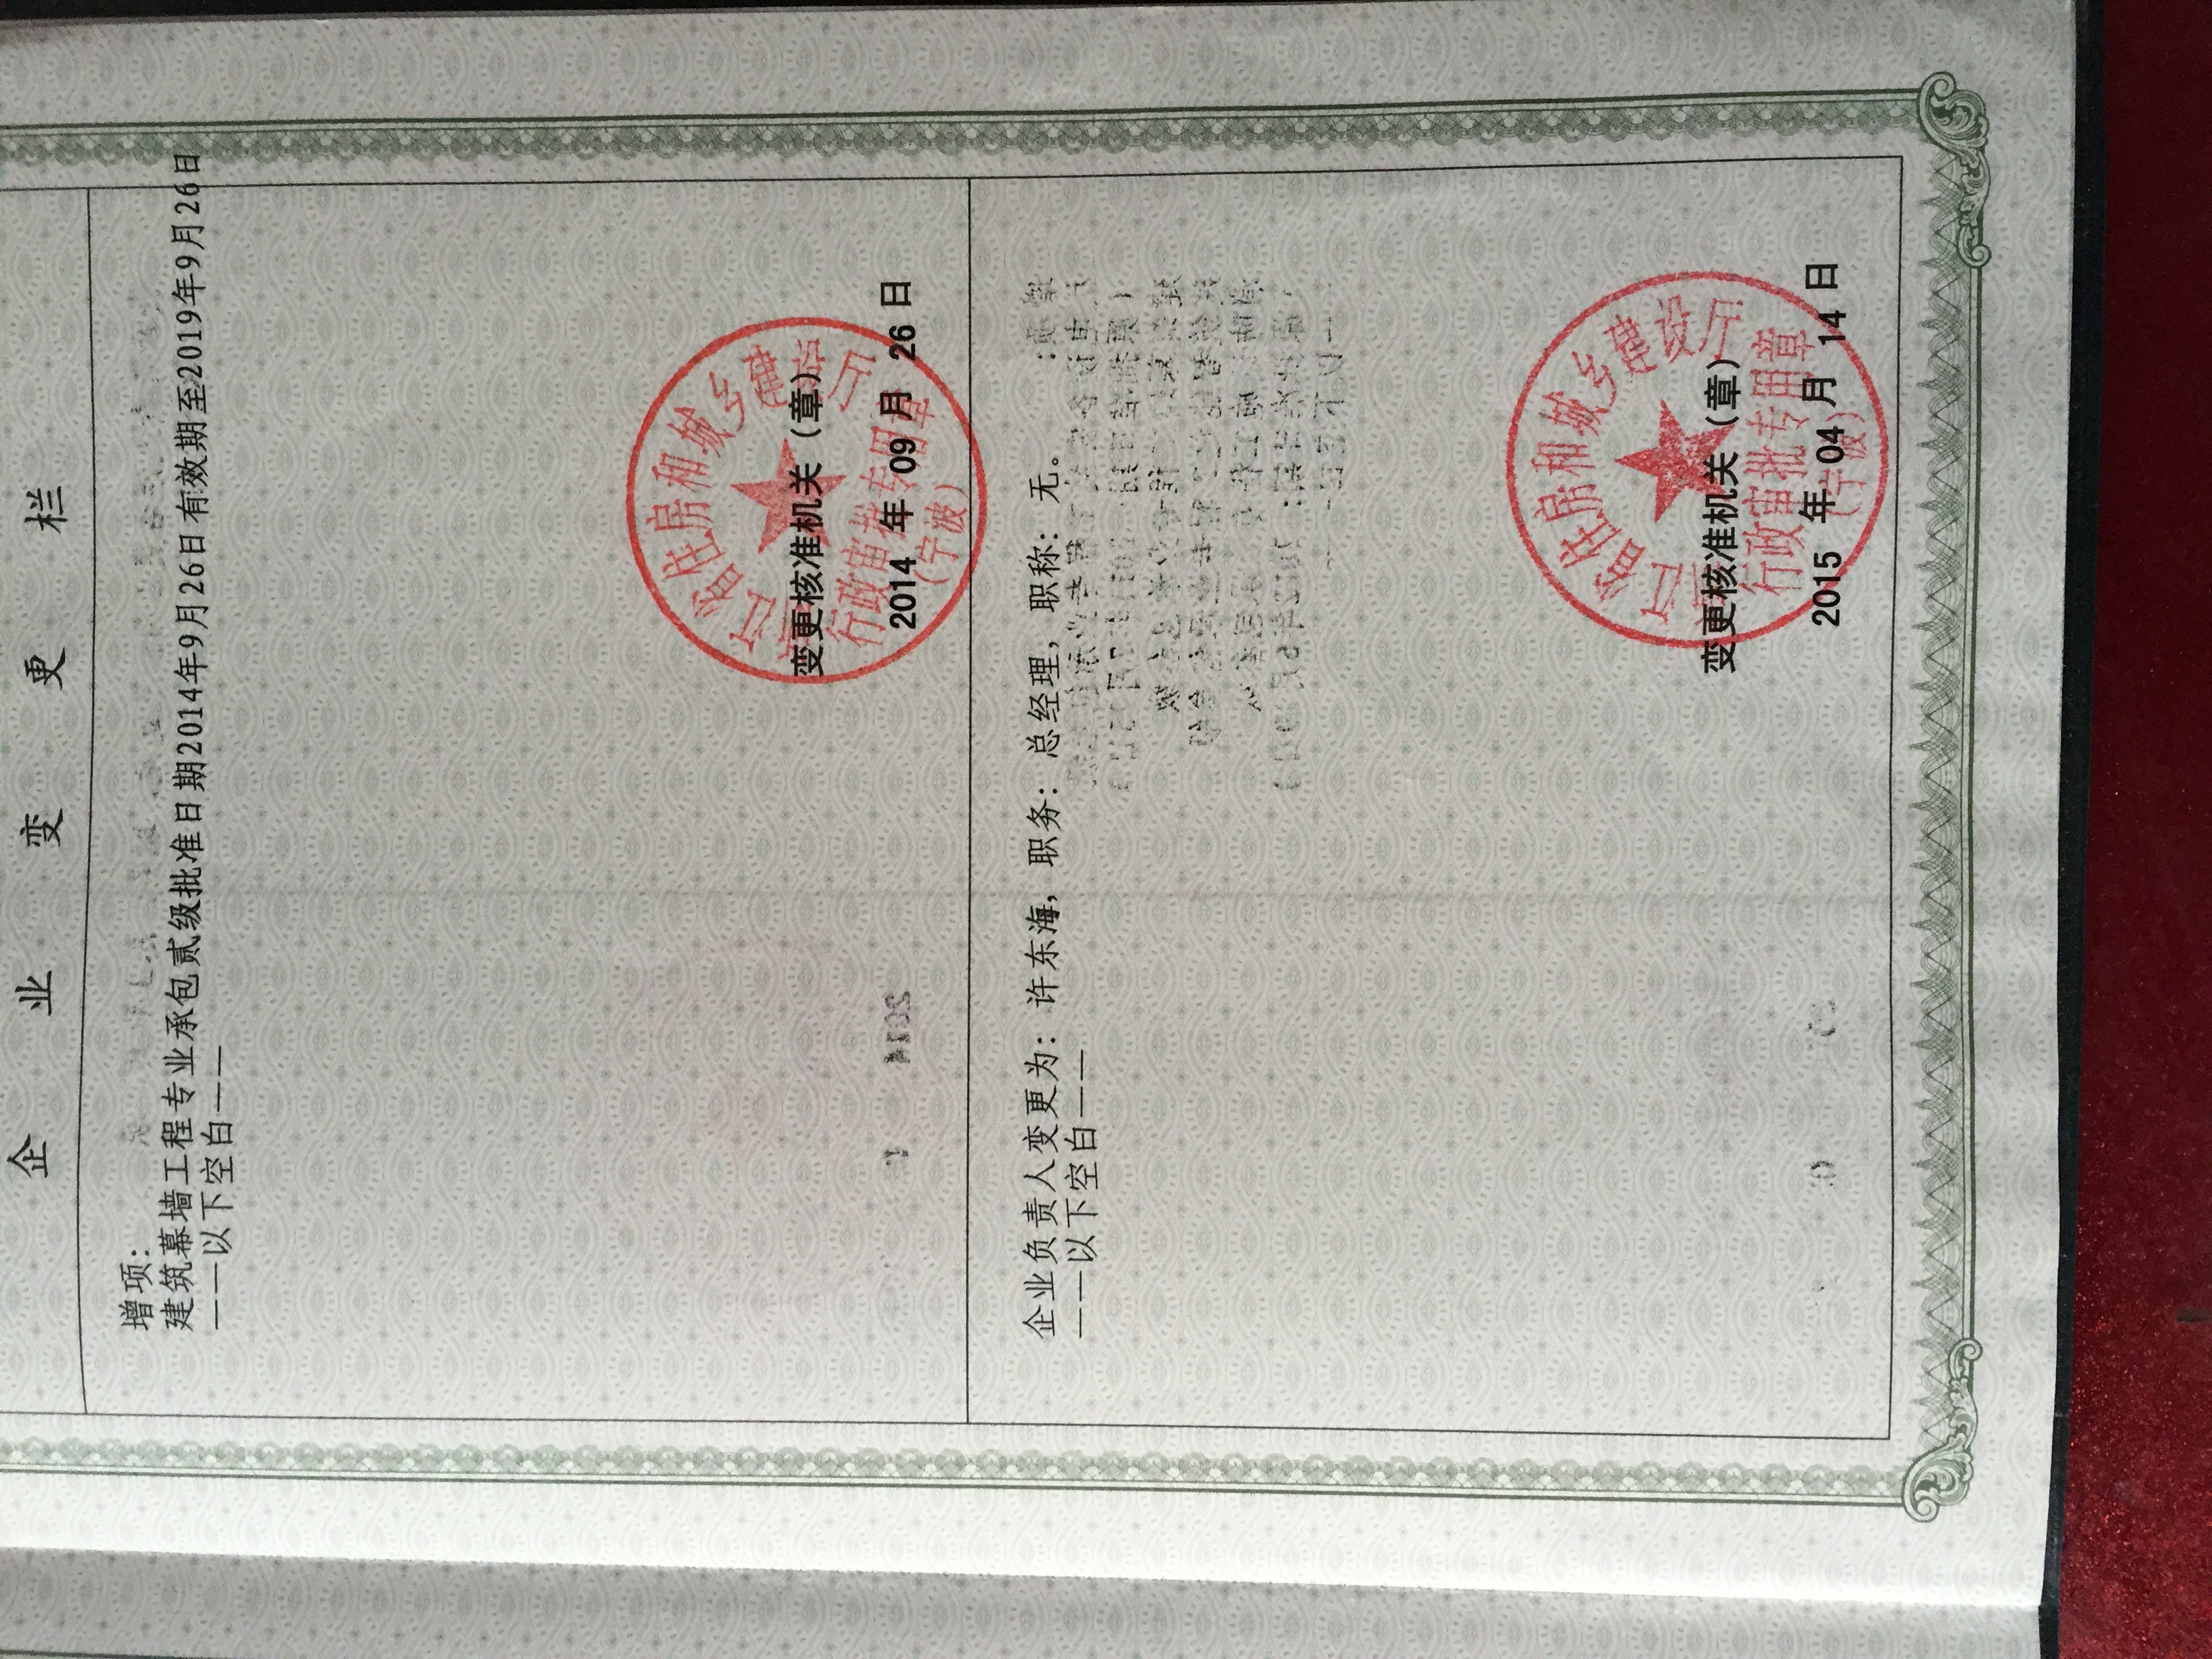 企业变更栏
增项：
建筑幕墙工程专业承包贰级批准日期2014年9月26日有效期至2019年9月26日
———以下空白———
变更核准机关（章）
2014 年 09 月 26 日
浙江省住房和城乡建设厅
行政审批专用章
（宁波）
企业负责人变更为：许东海，职务：总经理，职称：无。
———以下空白———
变更核准机关（章）
2015 年 04 月 14 日
浙江省住房和城乡建设厅
行政审批专用章
（宁波）